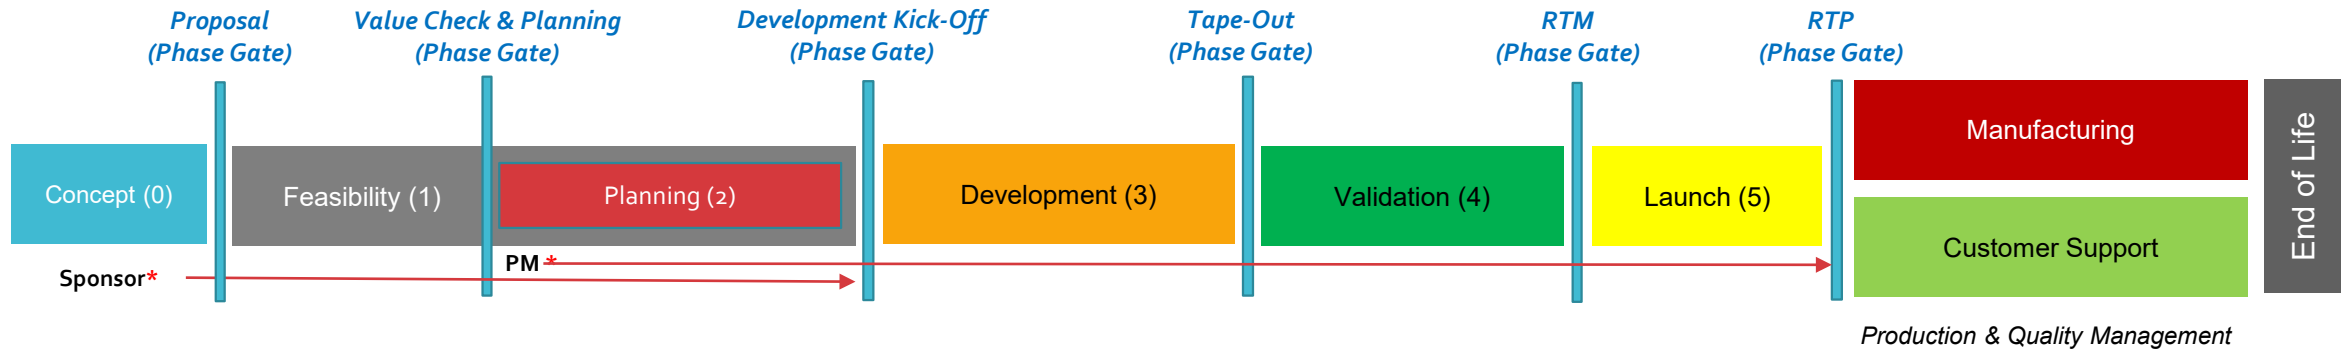 Proposal
(Phase Gate)
Value Check & Planning
(Phase Gate)
Development Kick-Off
(Phase Gate)
Tape-Out
(Phase Gate)
RTM
(Phase Gate)
RTP
(Phase Gate)
Concept (0)
Feasibility (1)
Planning (2)
Development (3)
Validation (4)
Launch (5)
Manufacturing
Customer Support
End of Life
Sponsor*
PM *
Production & Quality Management